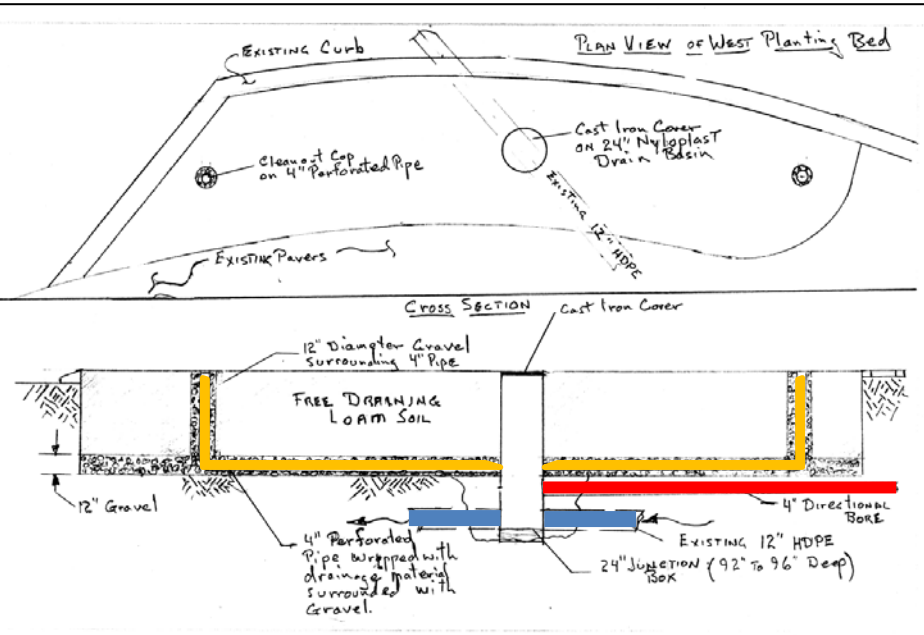 PLAN VIEW OF WEST Planting Bed
EXISTING Curb
Cast Iron Cover
ON 24" Nyloplast
Drain Basin
Cleanout Cap
on 4" Perforated Pipe
EXISTING 12" HDPE
EXISTING Pavers
CROSS SECTION
Cast Iron Cover
12" Diameter Gravel
surrounding 4" Pipe
FREE DRAINING
LOAM SOIL
12" Gravel
4" Directional
BORE
4" Perforated
Pipe wrapped with
drainage material
surrounded with
Gravel.
EXISTING 12" HDPE
24" JUNCTION (92" To 96" Deep)
BOX